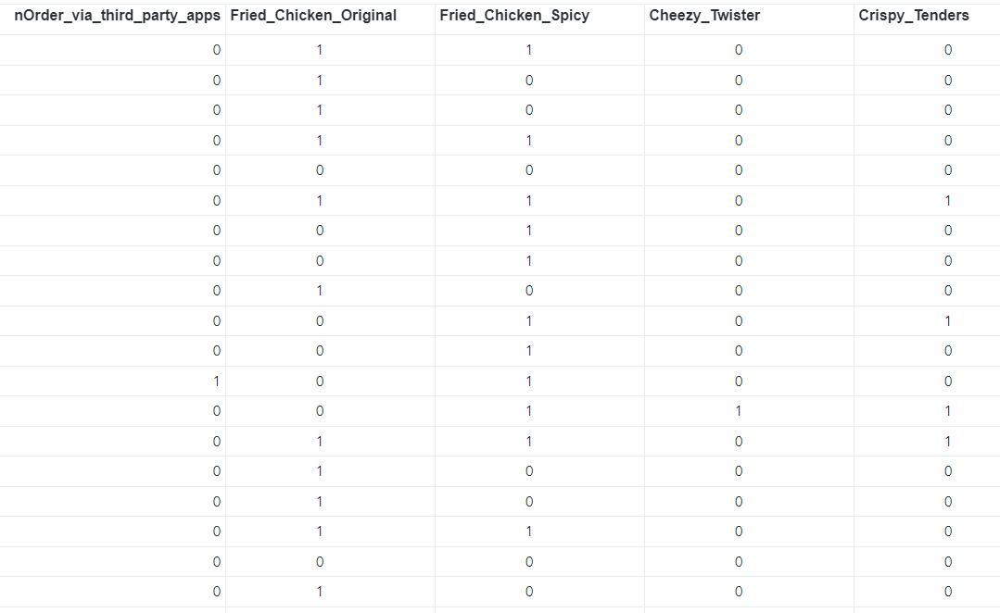 nOrder_via_third_party_apps Fried_Chicken_Original Fried_Chicken_Spicy Cheezy_Twister Crispy_Tenders
0 1 1 0 0
0 1 0 0 0
0 1 0 0 0
0 1 1 0 0
0 0 0 0 0
0 1 1 0 1
0 0 1 0 0
0 0 1 0 0
0 1 0 0 0
0 0 1 0 1
0 0 1 0 0
1 0 1 0 0
0 0 1 1 1
0 1 1 0 1
0 1 0 0 0
0 1 0 0 0
0 1 1 0 0
0 0 0 0 0
0 1 0 0 0